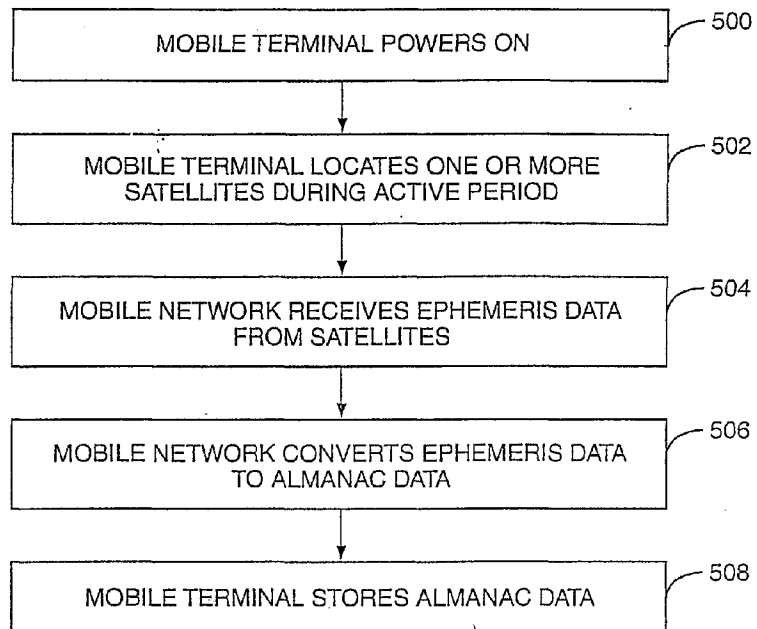 MOBILE TERMINAL POWERS ON
500
MOBILE TERMINAL LOCATES ONE OR MORE
SATELLITES DURING ACTIVE PERIOD
502
MOBILE NETWORK RECEIVES EPHEMERIS DATA
FROM SATELLITES
504
MOBILE NETWORK CONVERTS EPHEMERIS DATA
TO ALMANAC DATA
506
MOBILE TERMINAL STORES ALMANAC DATA
508